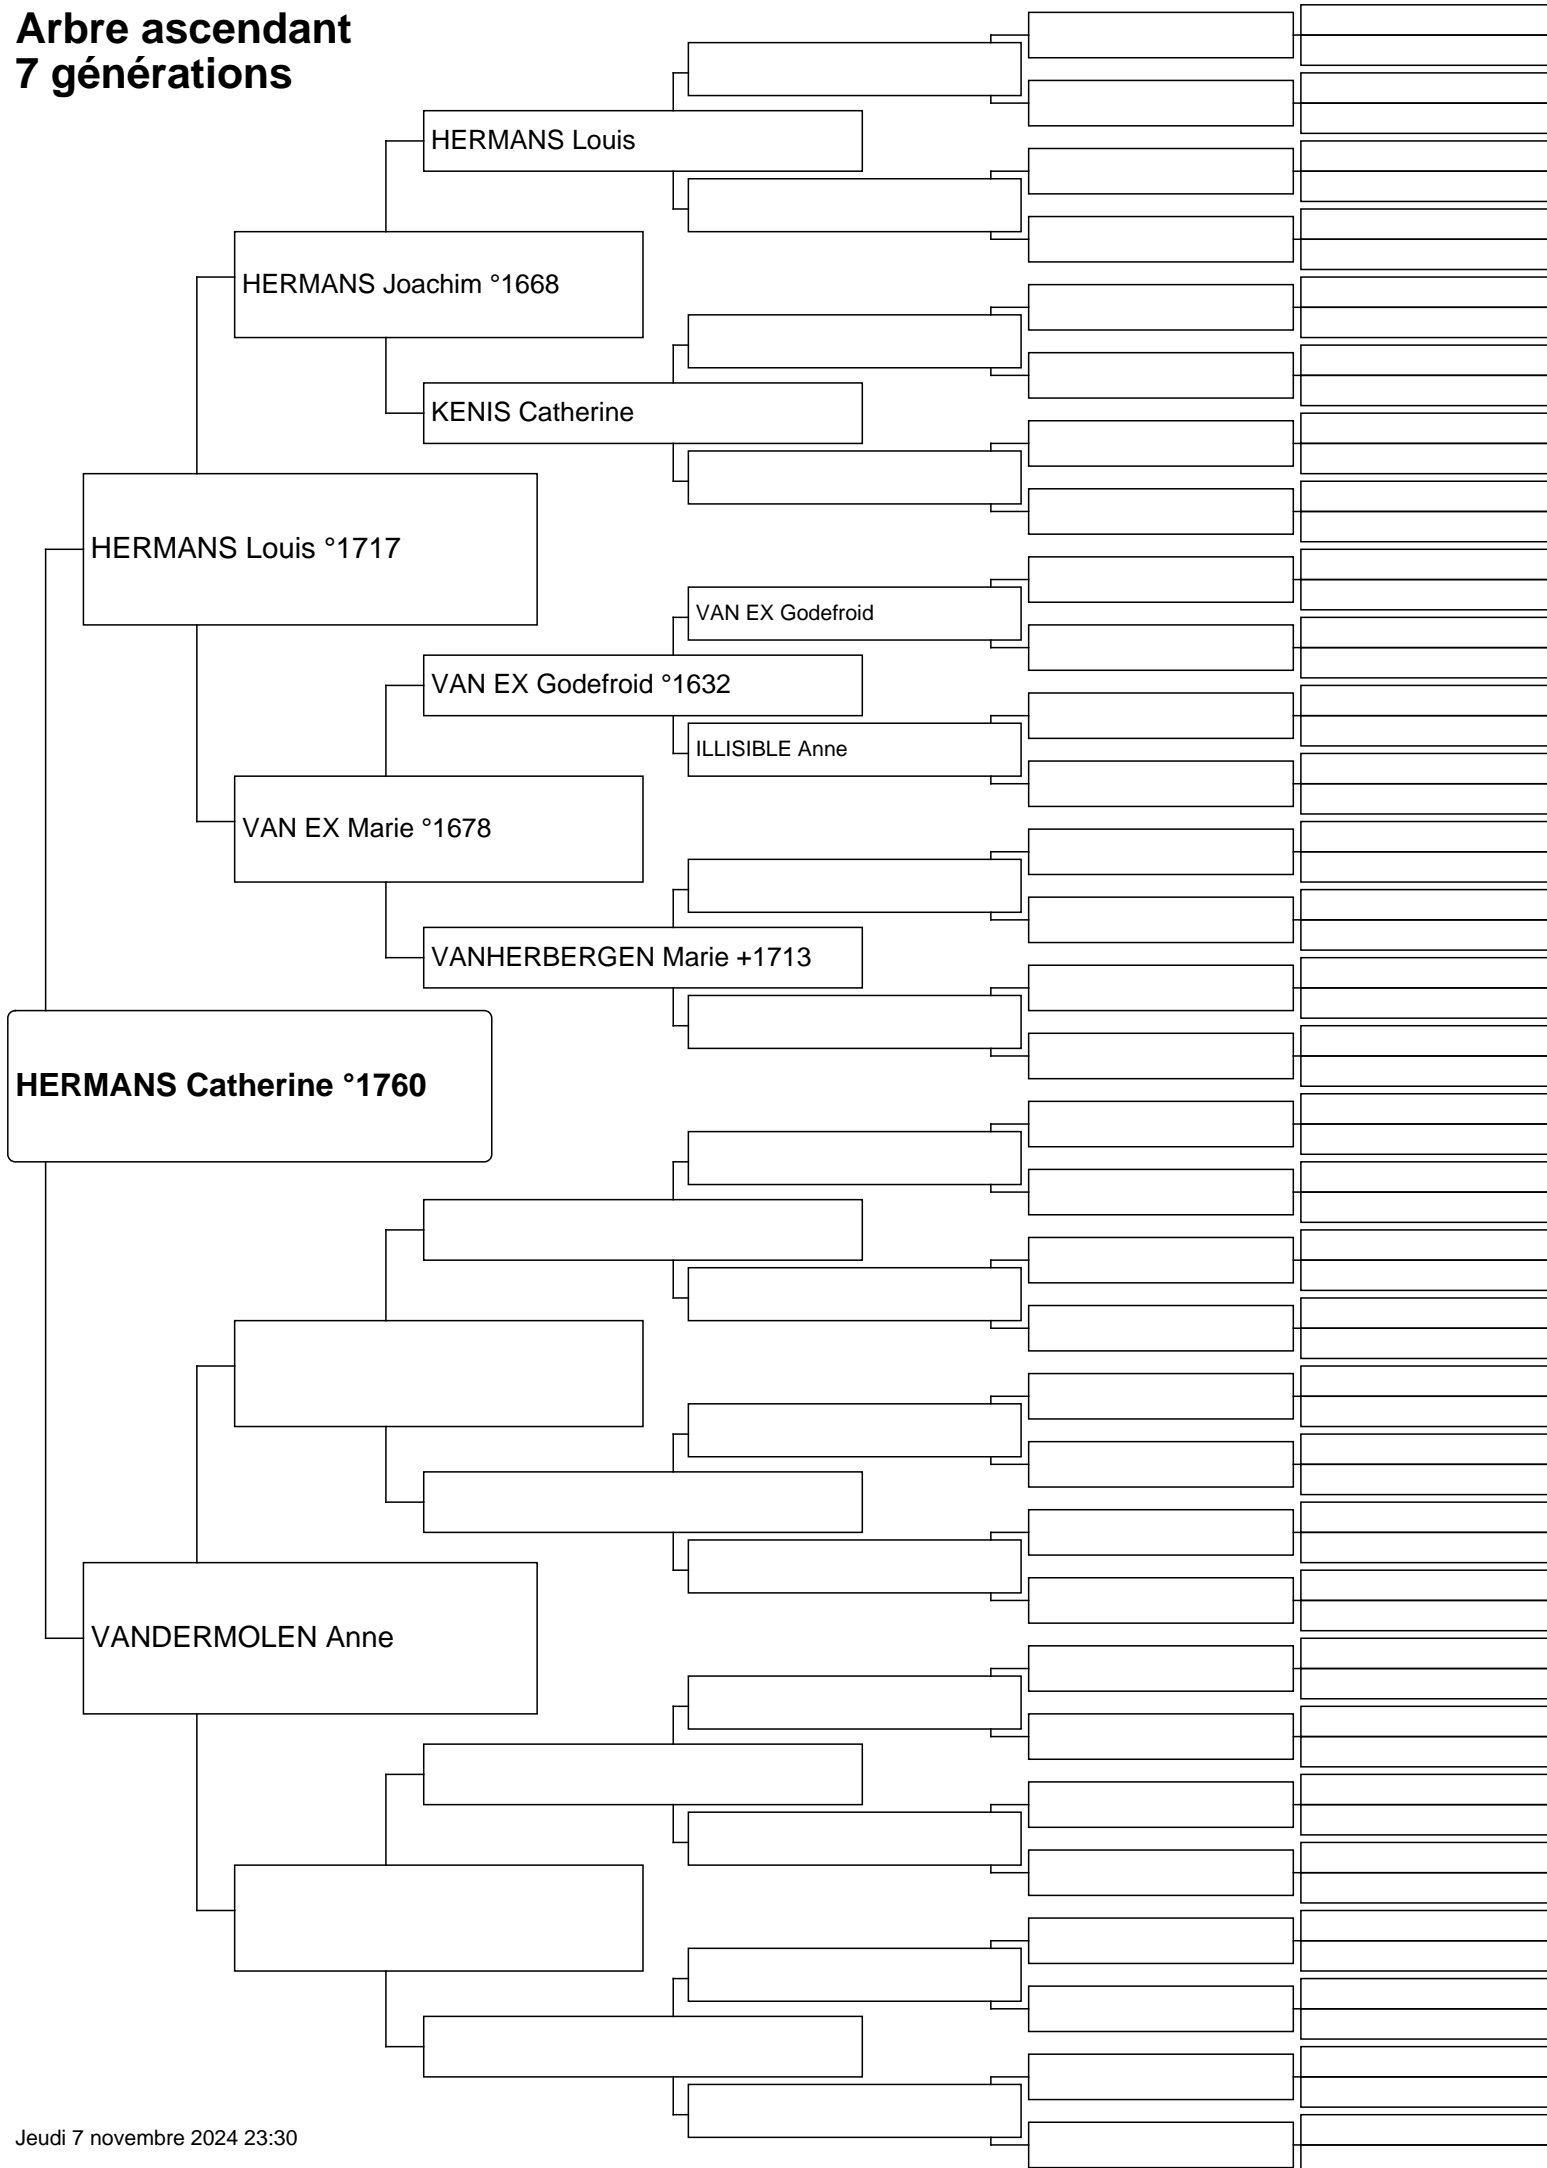 Arbre ascendant
7 générations
HERMANS Louis
HERMANS Joachim °1668
KENIS Catherine
HERMANS Louis °1717
VAN EX Godefroid
VAN EX Godefroid °1632
ILLISIBLE Anne
VAN EX Marie °1678
VANHERBERGEN Marie +1713
HERMANS Catherine °1760
VANDERMOLEN Anne
Jeudi 7 novembre 2024 23:30